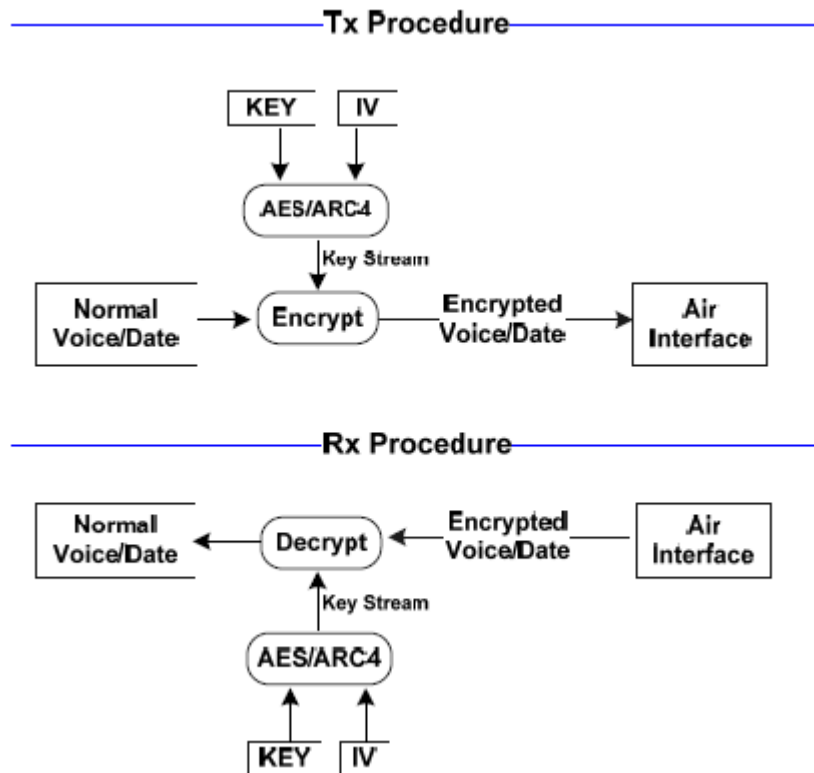 Tx Procedure
KEY
IV
AES/ARC4
Key Stream
Normal
Voice/Date
Encrypt
Encrypted
Voice/Date
Air
Interface
Rx Procedure
Normal
Voice/Date
Decrypt
Encrypted
Voice/Date
Air
Interface
Key Stream
AES/ARC4
KEY
IV